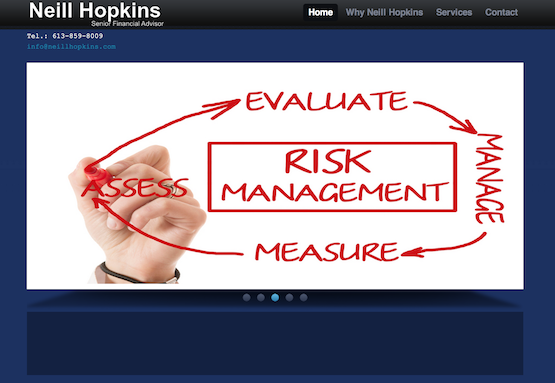 Neill Hopkins
Senior Financial Advisor
Home Why Neill Hopkins Services Contact
Tel.: 613-859-8009
info@neillhopkins.com
EVALUATE
MANAGE
RISK
MANAGEMENT
ASSESS
MEASURE